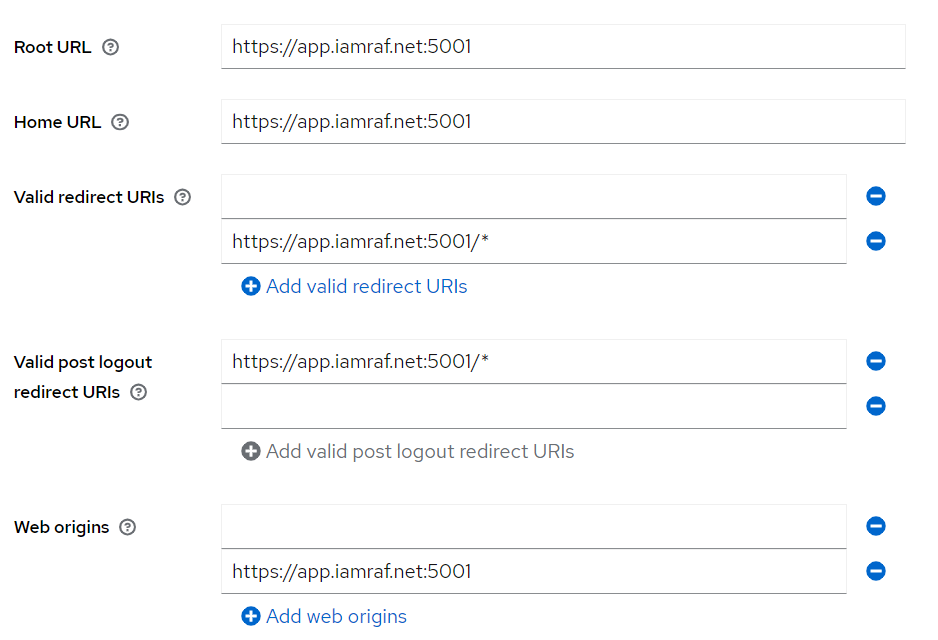 Root URL
https://app.iamraf.net:5001
Home URL
https://app.iamraf.net:5001
Valid redirect URIs
https://app.iamraf.net:5001/*
Add valid redirect URIs
Valid post logout
redirect URIs
https://app.iamraf.net:5001/*
Add valid post logout redirect URIs
Web origins
https://app.iamraf.net:5001
Add web origins